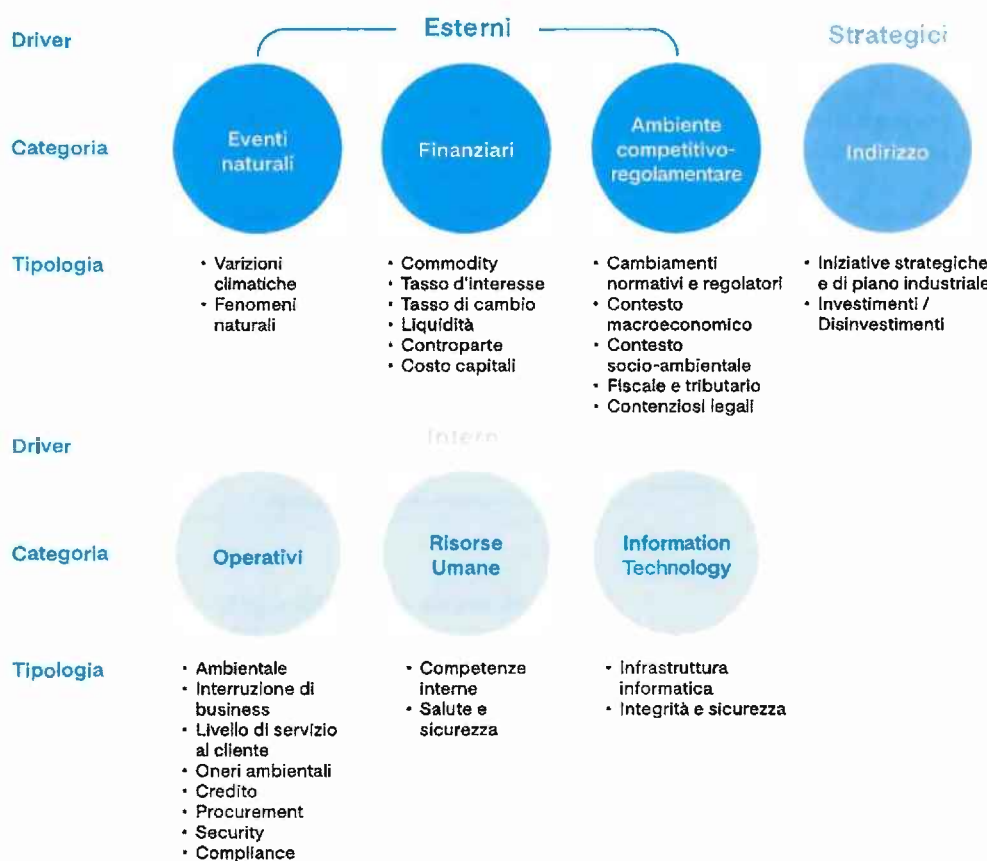 Driver
Esterni
Strategici
Categoria
Eventi
naturali
Finanziari
Ambiente
competitivo-
regolamentare
Indirizzo
Tipologia
• Varizioni
climatiche
• Fenomeni
naturali
• Commodity
• Tasso d'interesse
• Tasso di cambio
• Liquidità
• Controparte
• Costo capitali
• Cambiamenti
normativi e regolatori
• Contesto
macroeconomico
• Contesto
socio-ambientale
• Fiscale e tributario
• Contenziosi legali
• Iniziative strategiche
e di piano industriale
• Investimenti /
Disinvestimenti
Driver
Categoria
Operativi
Risorse
Umane
Information
Technology
Tipologia
• Ambientale
• Interruzione di
business
• Livello di servizio
al cliente
• Oneri ambientali
• Credito
• Procurement
• Security
• Compliance
• Competenze
interne
• Salute e
sicurezza
• Infrastruttura
informatica
• Integrità e sicurezza